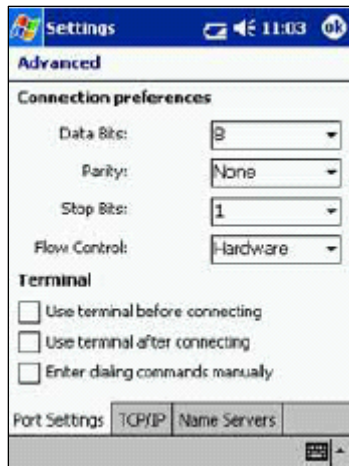 Settings 11:03 ok
Advanced
Connection preferences
Data Bits: 8
Parity: None
Stop Bits: 1
Flow Control: Hardware
Terminal
Use terminal before connecting
Use terminal after connecting
Enter dialing commands manually
Port Settings TCP/IP Name Servers